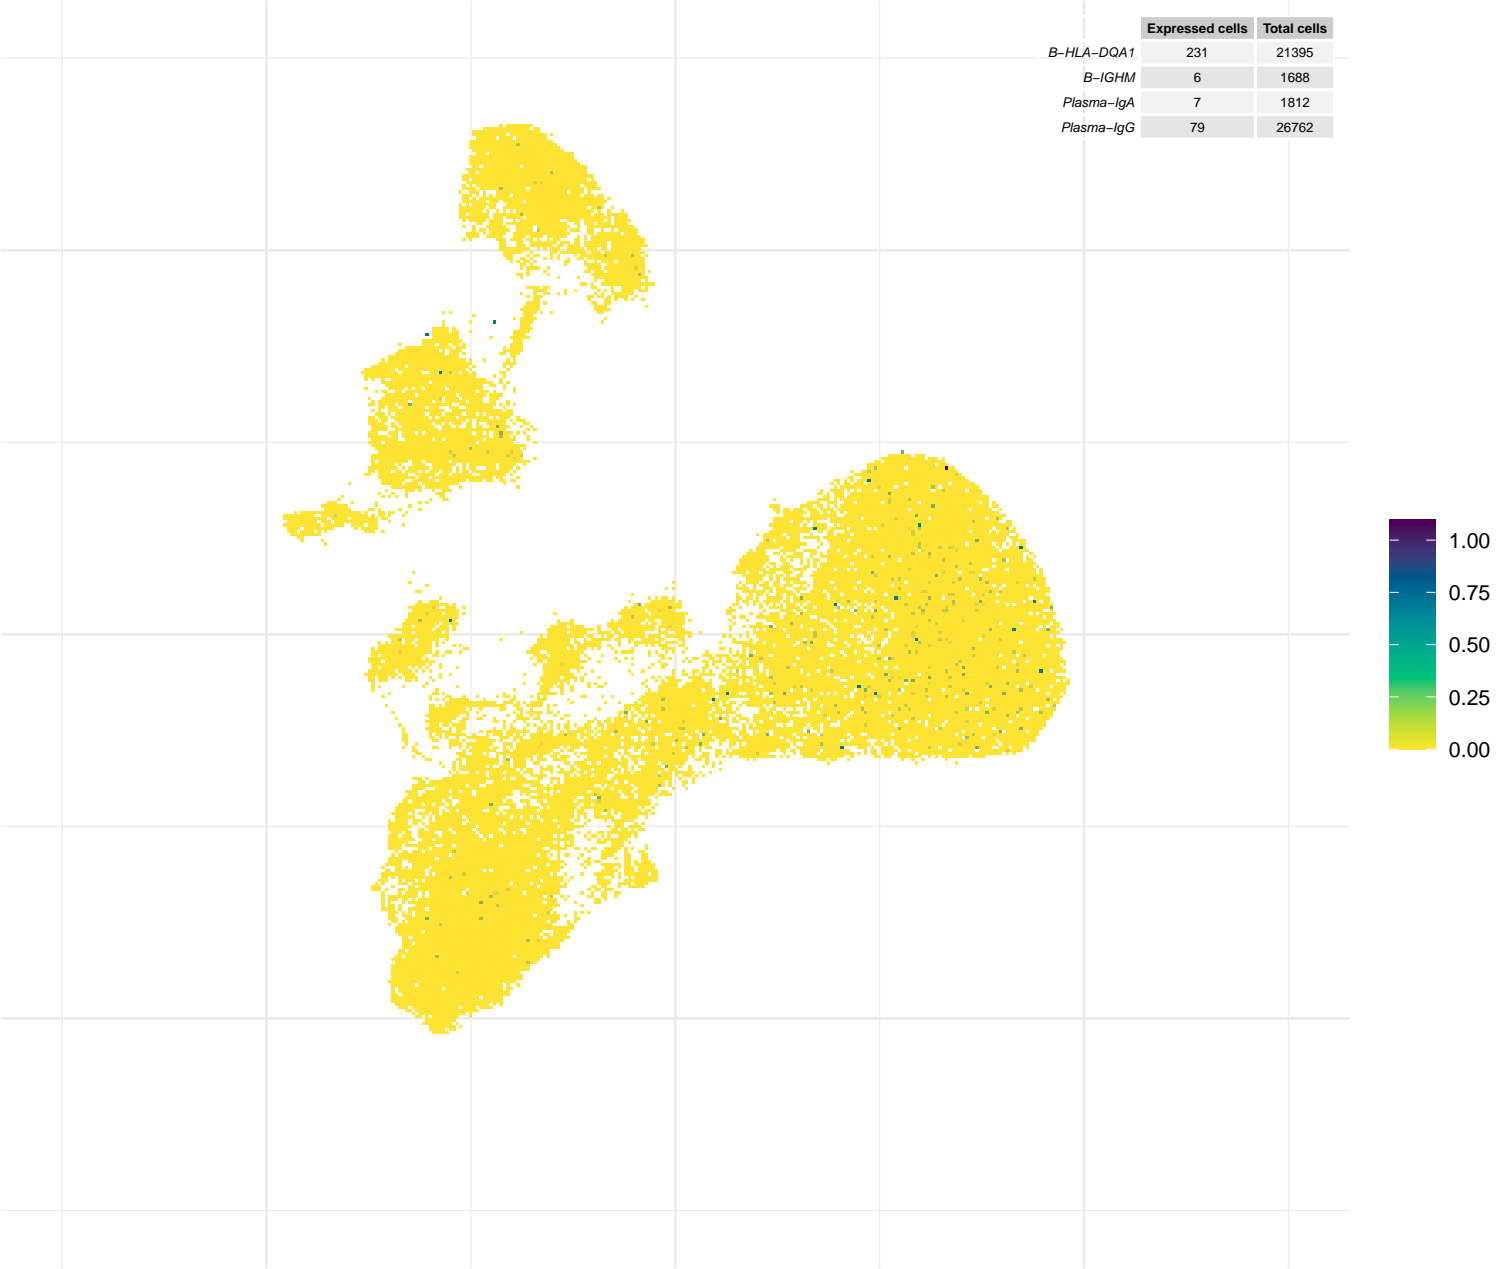 Expressed cells Total cells
B−HLA−DQA1 231 21395
B−IGHM 6 1688
Plasma−IgA 7 1812
Plasma−IgG 79 26762
1.00
0.75
0.50
0.25
0.00